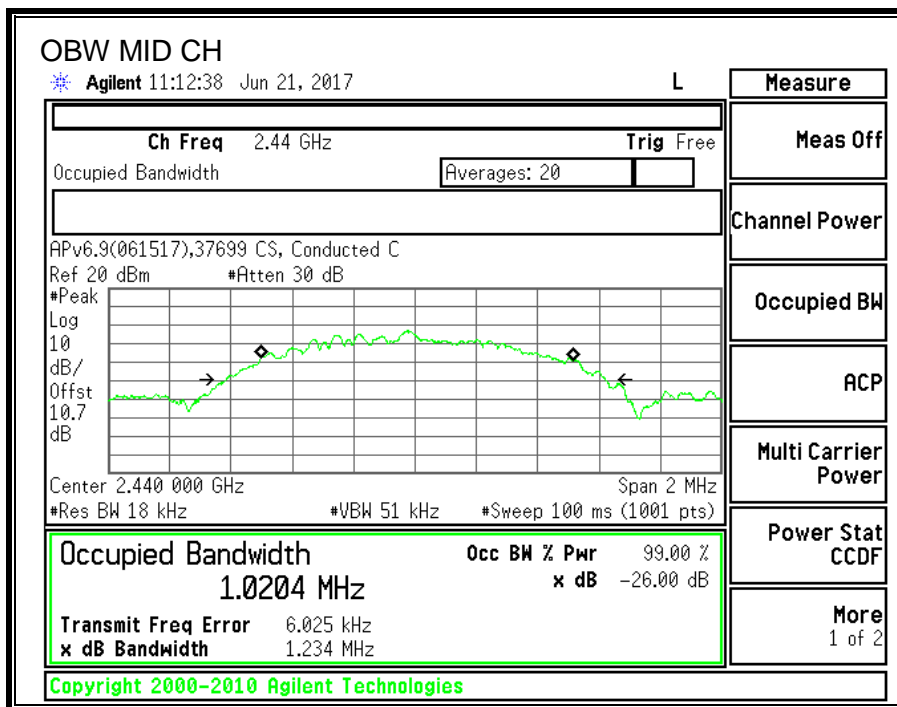 OBW MID CH
Agilent 11:12:38 Jun 21, 2017 L
Measure
Ch Freq 2.44 GHz Trig Free
Occupied Bandwidth Averages: 20
APv6.9(061517),37699 CS, Conducted C
Ref 20 dBm #Atten 30 dB
#Peak
Log
10
dB/
Offst
10.7
dB
Center 2.440 000 GHz Span 2 MHz
#Res BW 18 kHz #VBW 51 kHz #Sweep 100 ms (1001 pts)
Occupied Bandwidth Occ BW % Pwr 99.00 %
1.0204 MHz x dB -26.00 dB
Transmit Freq Error 6.025 kHz
x dB Bandwidth 1.234 MHz
Meas Off
Channel Power
Occupied BW
ACP
Multi Carrier
Power
Power Stat
CCDF
More
1 of 2
Copyright 2000-2010 Agilent Technologies